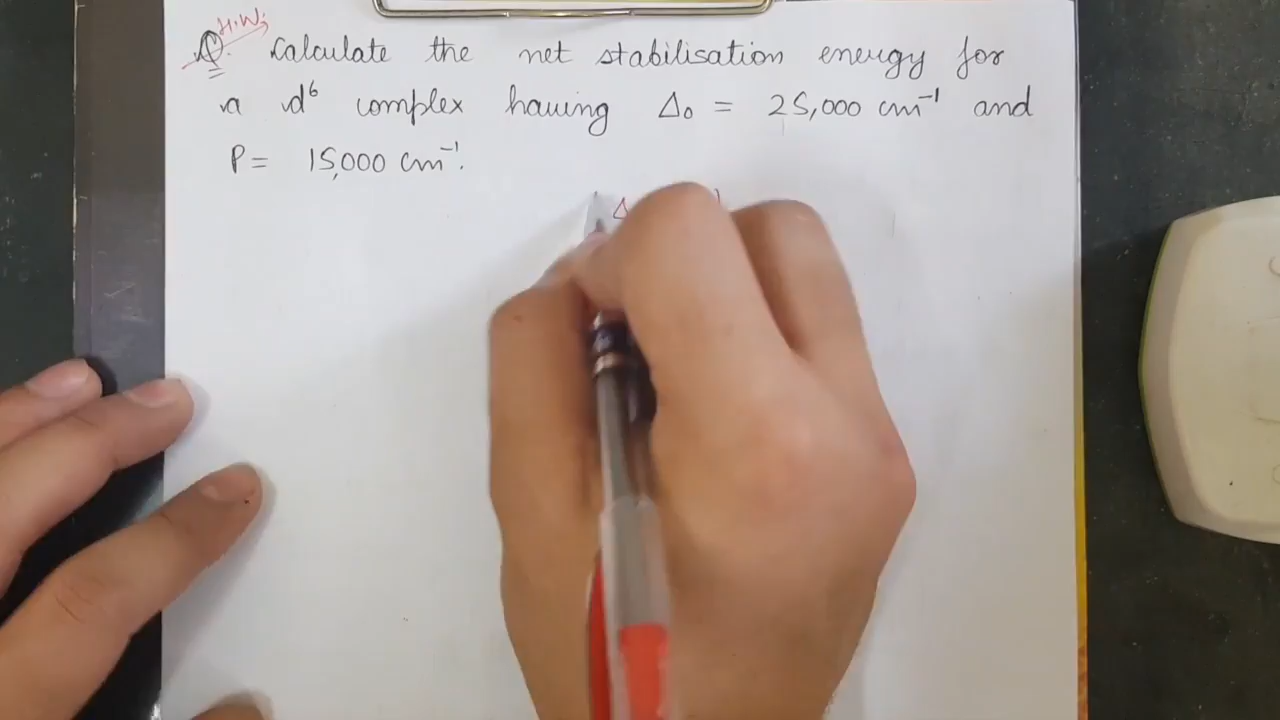 H.W.
Q. Calculate the net stabilisation energy for
a d⁶ complex having Δ₀ = 25,000 cm⁻¹ and
P = 15,000 cm⁻¹.
Δ